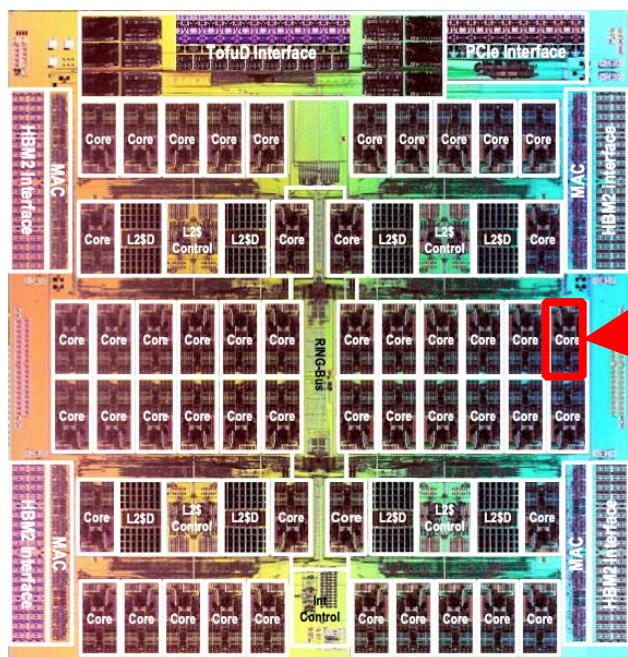 TofuD Interface PCIe Interface
HBM2 Interface MAC Core Core Core Core Core Core Core Core Core Core MAC HBM2 Interface
Core L2$D L2$ Control L2$D Core Core L2$D L2$ Control L2$D Core
Core Core Core Core Core Core RING-Bus Core Core Core Core Core Core
Core Core Core Core Core Core Core Core Core Core Core Core
HBM2 Interface MAC Core L2$D L2$ Control L2$D Core Core L2$D L2$ Control L2$D Core MAC HBM2 Interface
Core Core Core Core Core Int Control Core Core Core Core Core